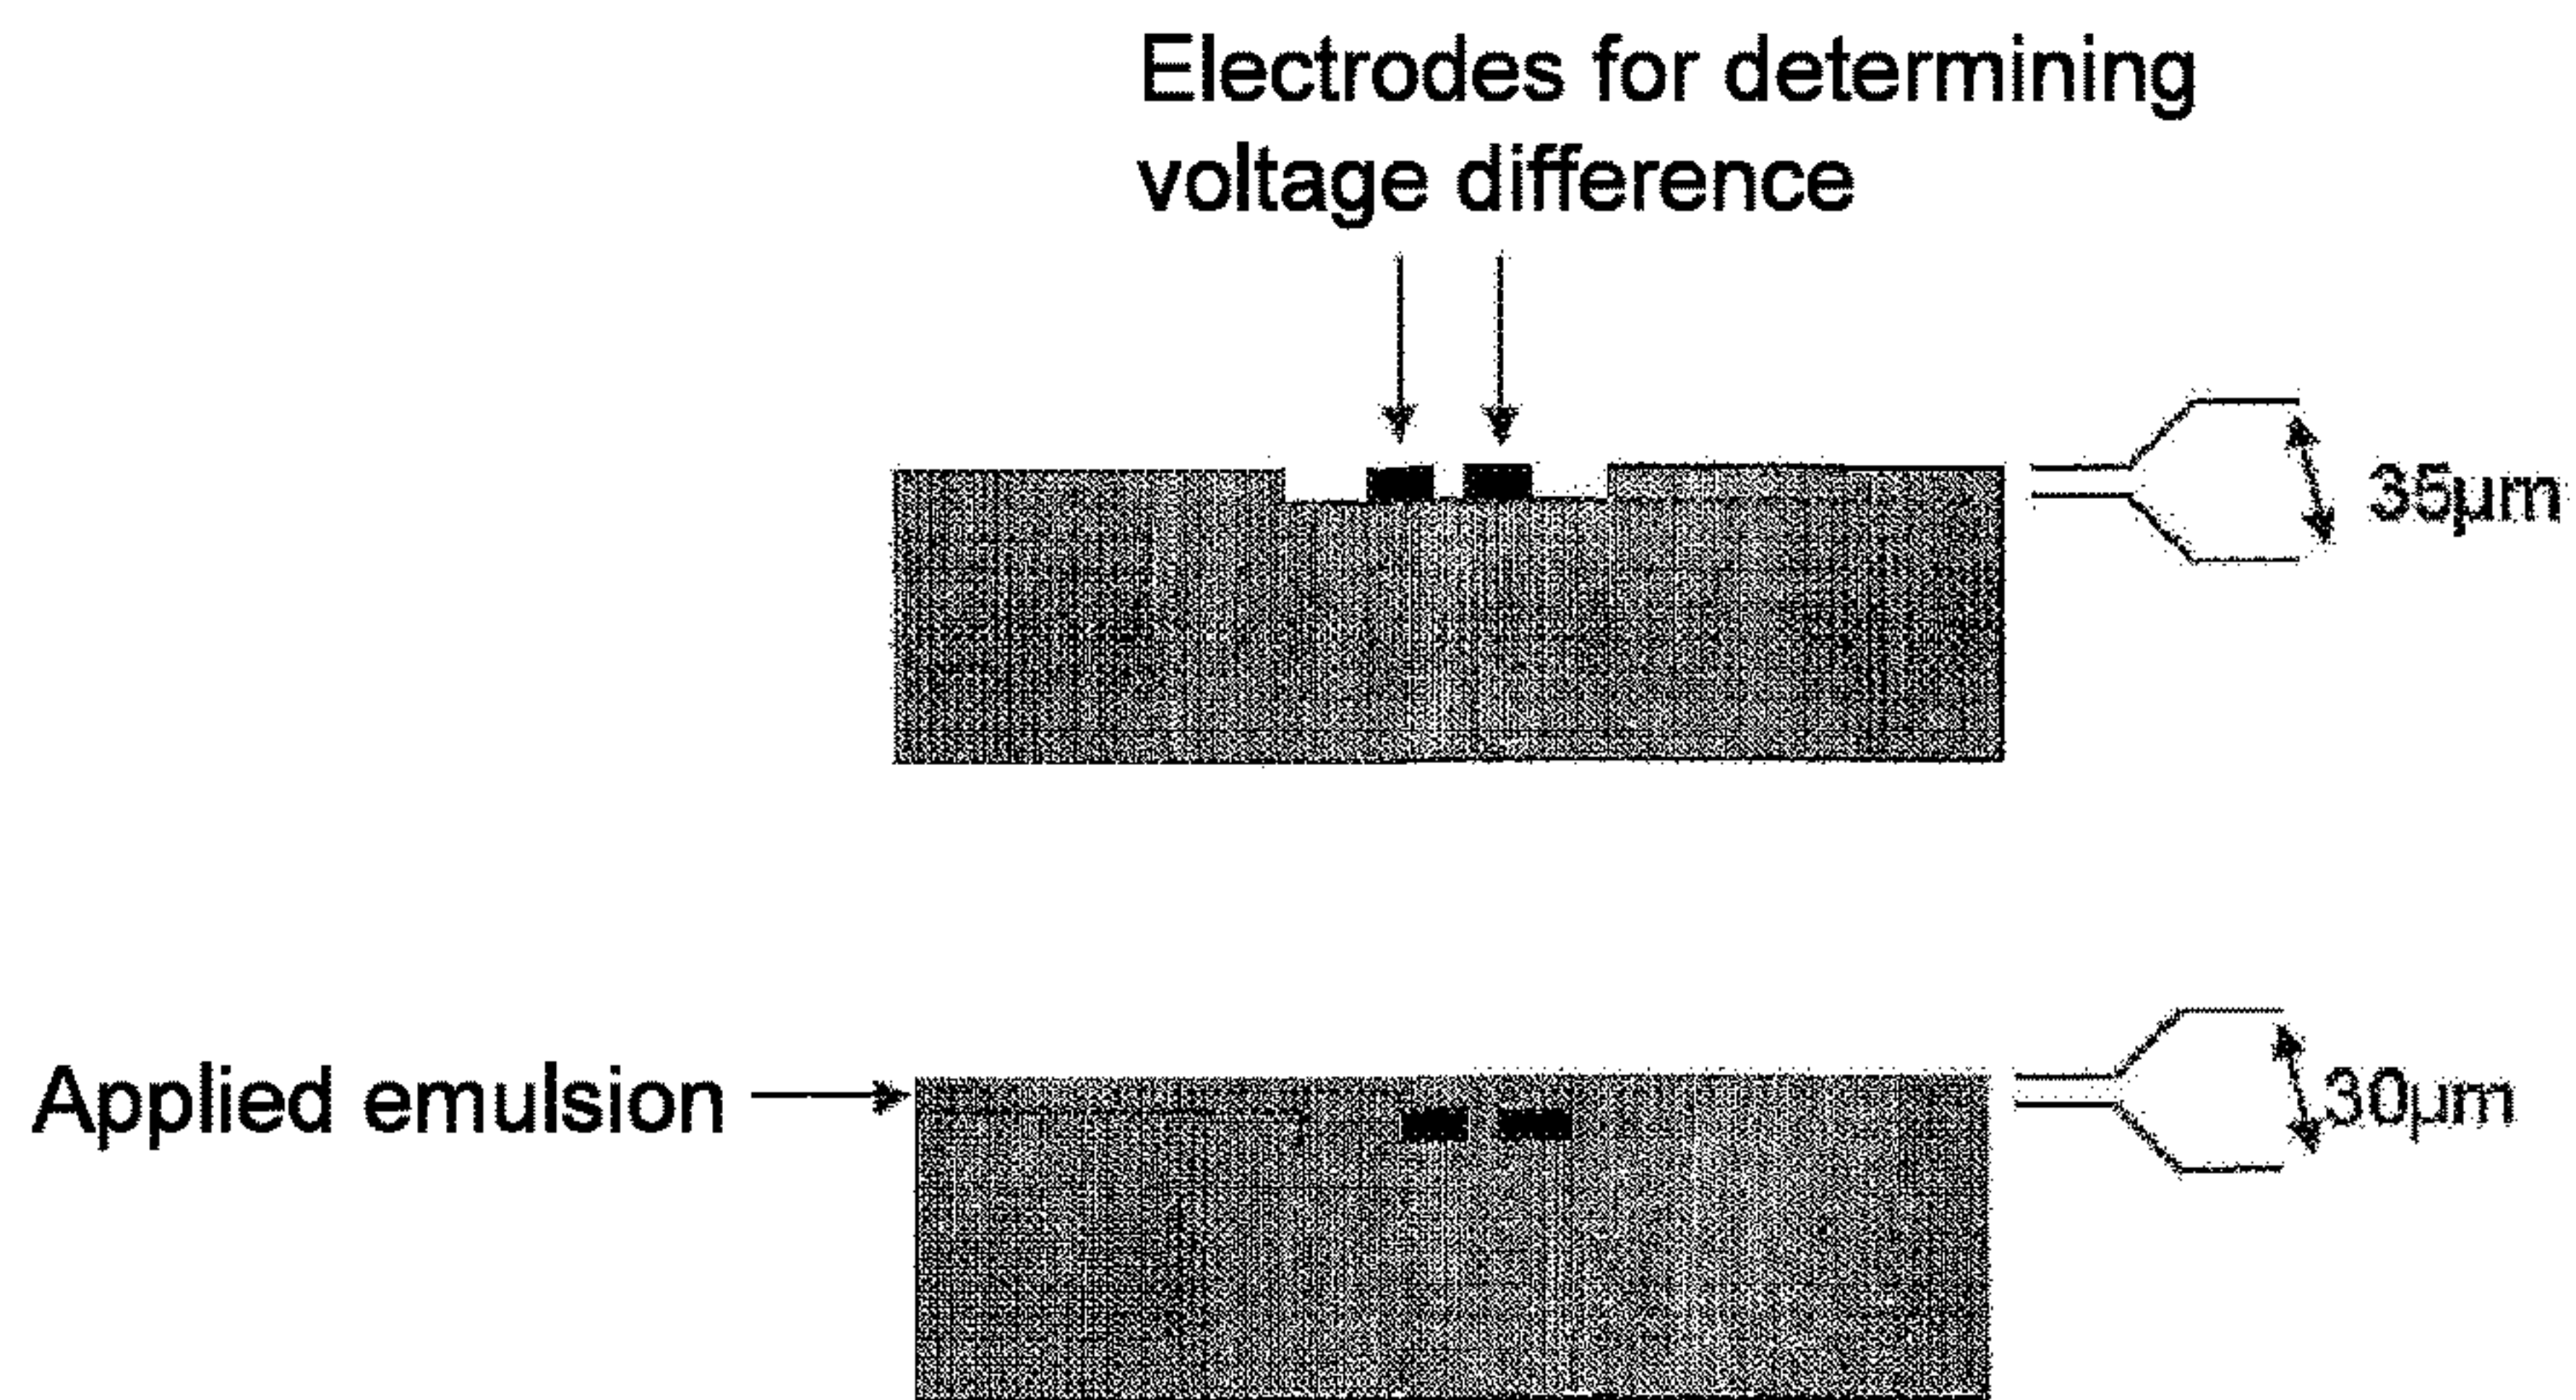 Electrodes for determining
voltage difference
35µm
Applied emulsion
30µm